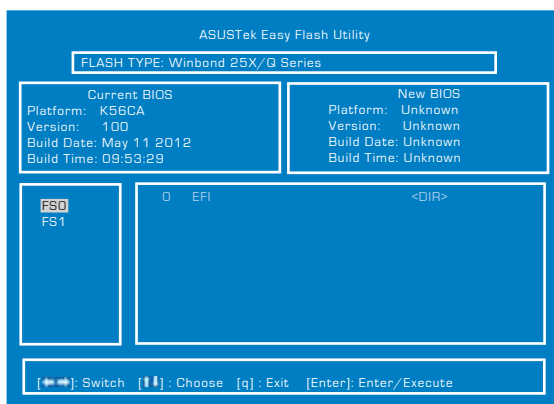 ASUSTek Easy Flash Utility
FLASH TYPE: Winbond 25X/Q Series
Current BIOS
Platform: K56CA
Version: 100
Build Date: May 11 2012
Build Time: 09:53:29
New BIOS
Platform: Unknown
Version: Unknown
Build Date: Unknown
Build Time: Unknown
FS0
FS1
0 EFI <DIR>
[←→]: Switch [↑↓] : Choose [q] : Exit [Enter]: Enter/Execute